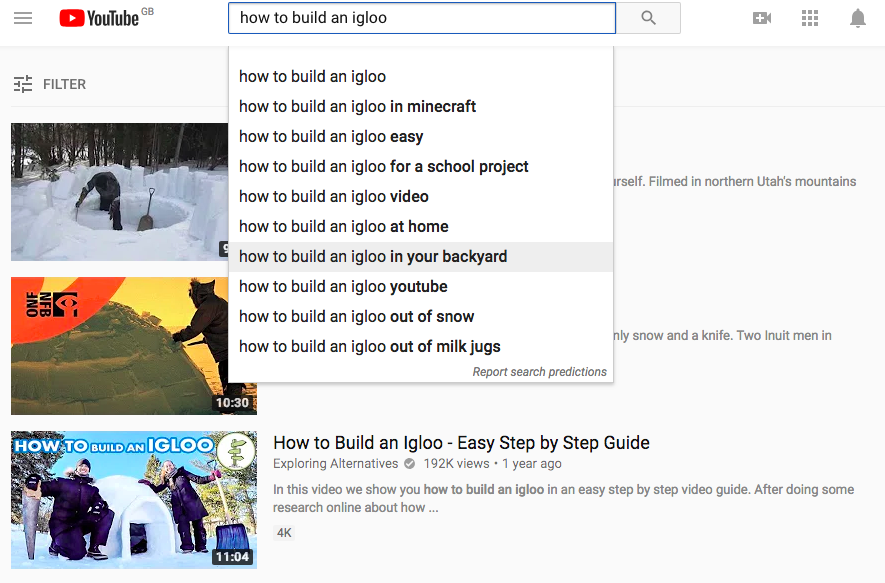 YouTube GB
how to build an igloo
FILTER
how to build an igloo
how to build an igloo in minecraft
how to build an igloo easy
how to build an igloo for a school project
how to build an igloo video
how to build an igloo at home
how to build an igloo in your backyard
how to build an igloo youtube
how to build an igloo out of snow
how to build an igloo out of milk jugs
Report search predictions
Filmed in northern Utah's mountains
snow and a knife. Two Inuit men in
ONF
NFB
10:30
HOW TO BUILD AN IGLOO
11:04
How to Build an Igloo - Easy Step by Step Guide
Exploring Alternatives 192K views • 1 year ago
In this video we show you how to build an igloo in an easy step by step video guide. After doing some
research online about how ...
4K